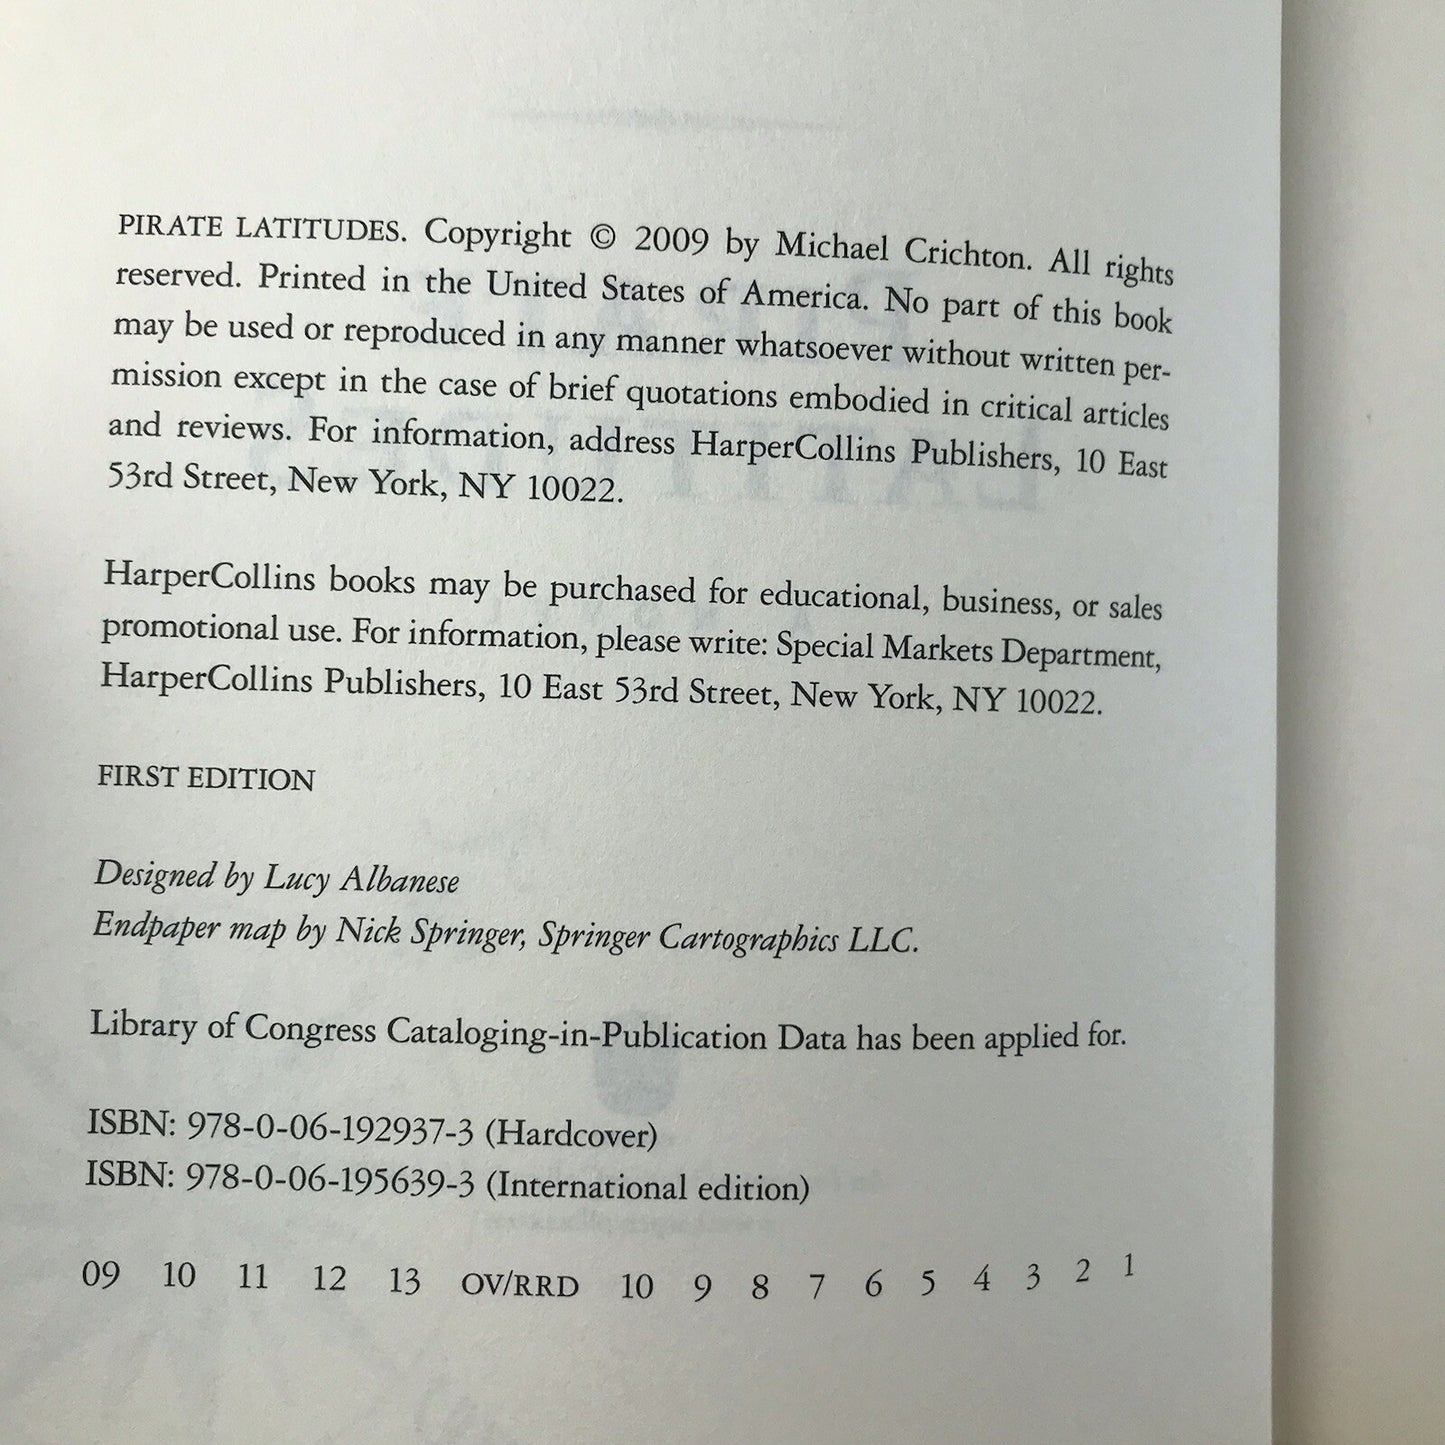 PIRATE LATITUDES. Copyright © 2009 by Michael Crichton. All rights
reserved. Printed in the United States of America. No part of this book
may be used or reproduced in any manner whatsoever without written per-
mission except in the case of brief quotations embodied in critical articles
and reviews. For information, address HarperCollins Publishers, 10 East
53rd Street, New York, NY 10022.
HarperCollins books may be purchased for educational, business, or sales
promotional use. For information, please write: Special Markets Department,
HarperCollins Publishers, 10 East 53rd Street, New York, NY 10022.
FIRST EDITION
Designed by Lucy Albanese
Endpaper map by Nick Springer, Springer Cartographics LLC.
Library of Congress Cataloging-in-Publication Data has been applied for.
ISBN: 978-0-06-192937-3 (Hardcover)
ISBN: 978-0-06-195639-3 (International edition)
09 10 11 12 13 OV/RRD 10 9 8 7 6 5 4 3 2 1